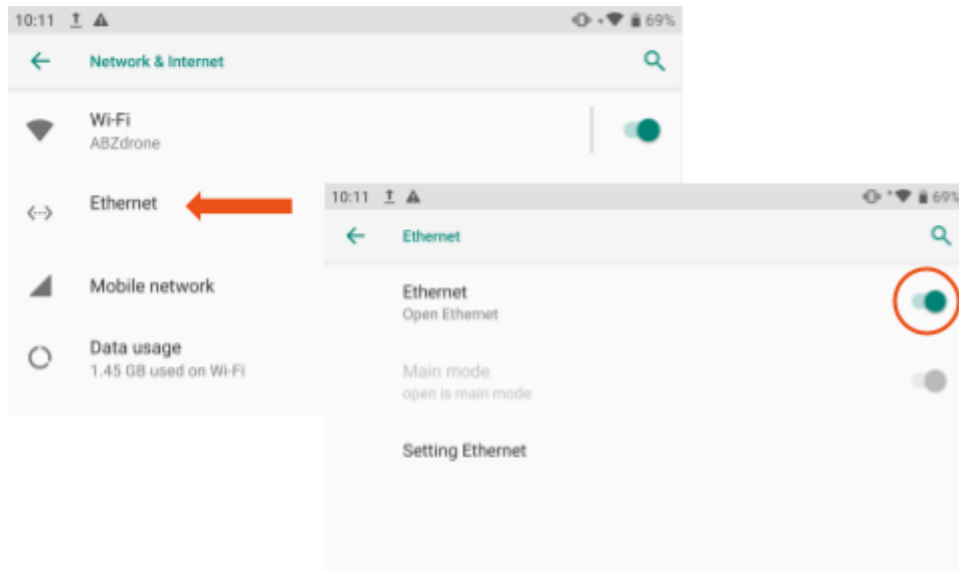 10:11 69%
Network & Internet
Wi-Fi
ABZdrone
Ethernet
Mobile network
Data usage
1.45 GB used on Wi-Fi
10:11 69%
Ethernet
Ethernet
Open Ethernet
Main mode
open is main mode
Setting Ethernet